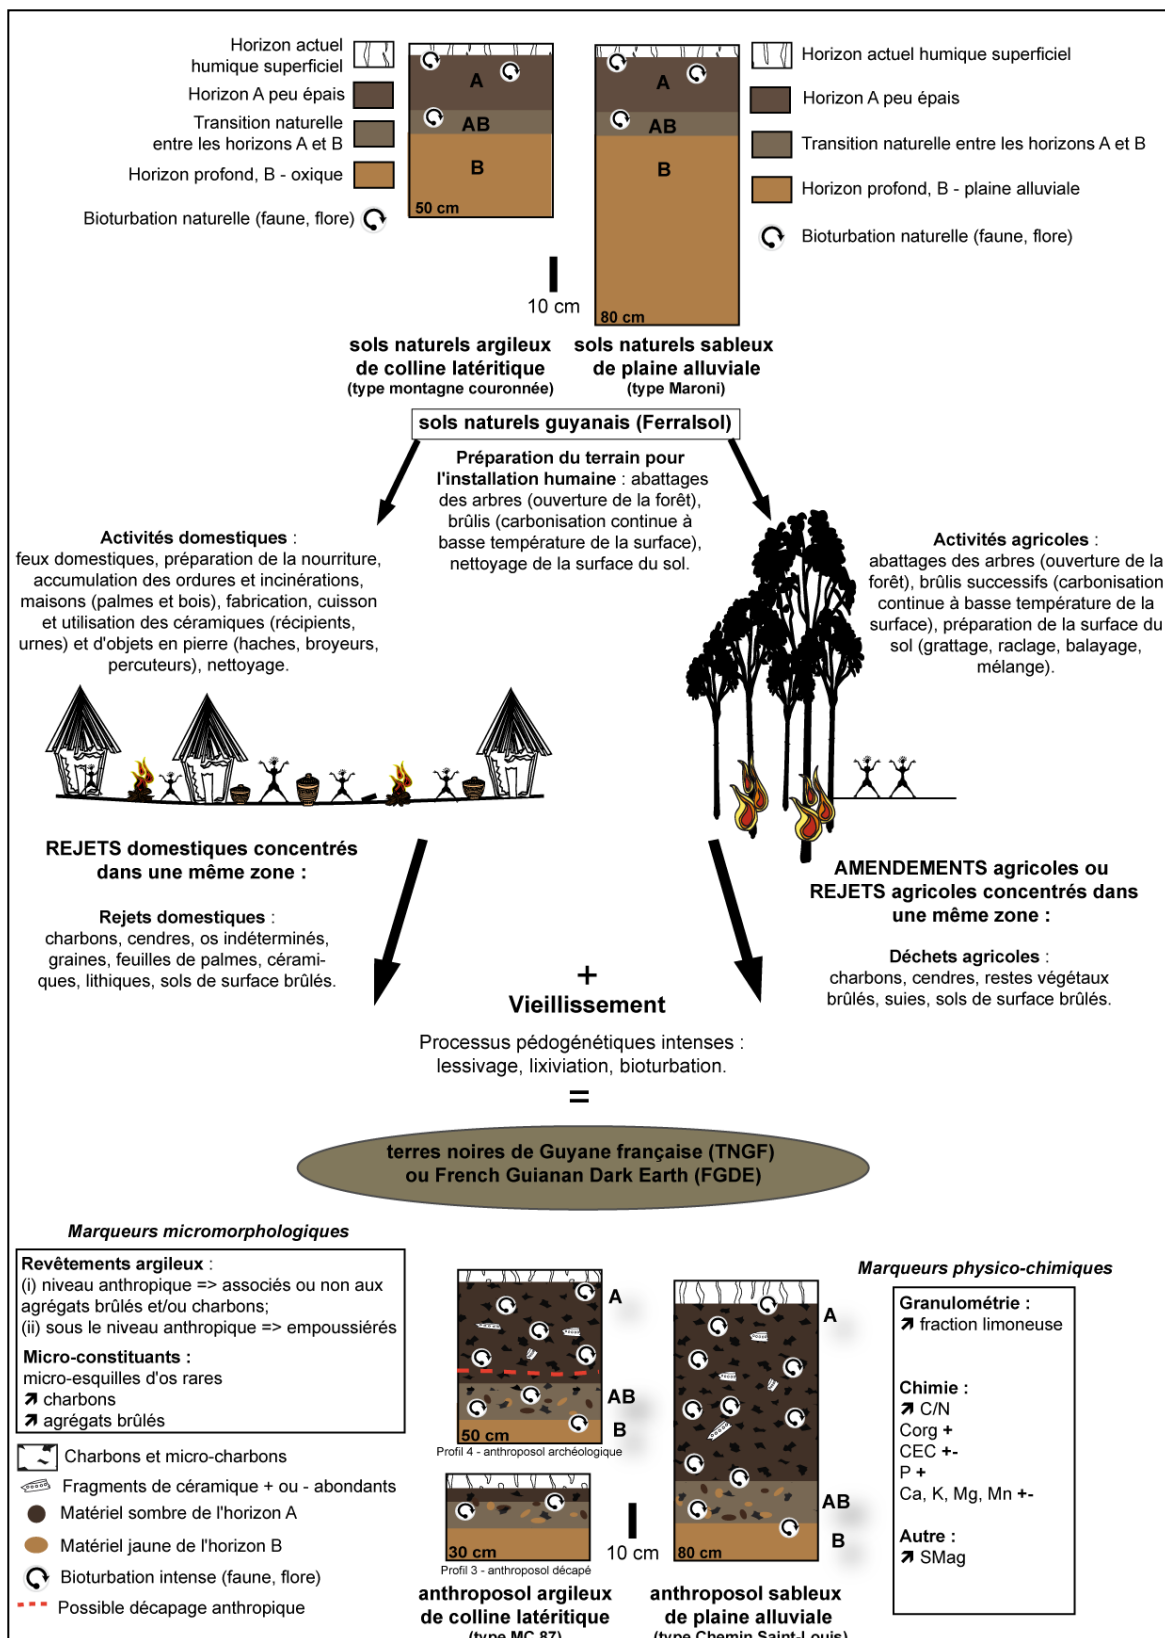 Horizon actuel
humique superficiel
Horizon A peu épais
Transition naturelle
entre les horizons A et B
Horizon profond, B - oxique
Bioturbation naturelle (faune, flore)
A
AB
B
50 cm
A
AB
B
80 cm
10 cm
Horizon actuel humique superficiel
Horizon A peu épais
Transition naturelle entre les horizons A et B
Horizon profond, B - plaine alluviale
Bioturbation naturelle (faune, flore)
sols naturels argileux
de colline latéritique
(type montagne couronnée)
sols naturels sableux
de plaine alluviale
(type Maroni)
sols naturels guyanais (Ferralsol)
Préparation du terrain pour
l'installation humaine : abattages
des arbres (ouverture de la forêt),
brûlis (carbonisation continue à
basse température de la surface),
nettoyage de la surface du sol.
Activités domestiques :
feux domestiques, préparation de la nourriture,
accumulation des ordures et incinérations,
maisons (palmes et bois), fabrication, cuisson
et utilisation des céramiques (récipients,
urnes) et d'objets en pierre (haches, broyeurs,
percuteurs), nettoyage.
Activités agricoles :
abattages des arbres (ouverture de la
forêt), brûlis successifs (carbonisation
continue à basse température de la
surface), préparation de la surface du
sol (grattage, raclage, balayage,
mélange).
REJETS domestiques concentrés
dans une même zone :
Rejets domestiques :
charbons, cendres, os indéterminés,
graines, feuilles de palmes, cérami-
ques, lithiques, sols de surface brûlés.
AMENDEMENTS agricoles ou
REJETS agricoles concentrés dans
une même zone :
Déchets agricoles :
charbons, cendres, restes végétaux
brûlés, suies, sols de surface brûlés.
+
Vieillissement
Processus pédogénétiques intenses :
lessivage, lixiviation, bioturbation.
=
terres noires de Guyane française (TNGF)
ou French Guianan Dark Earth (FGDE)
Marqueurs micromorphologiques
Revêtements argileux :
(i) niveau anthropique => associés ou non aux
agrégats brûlés et/ou charbons;
(ii) sous le niveau anthropique => empoussiérés
Micro-constituants :
micro-esquilles d'os rares
↗ charbons
↗ agrégats brûlés
Charbons et micro-charbons
Fragments de céramique + ou - abondants
Matériel sombre de l'horizon A
Matériel jaune de l'horizon B
Bioturbation intense (faune, flore)
Possible décapage anthropique
A
AB
B
50 cm
Profil 4 - anthroposol archéologique
30 cm
Profil 3 - anthroposol décapé
10 cm
A
AB
B
80 cm
anthroposol argileux
de colline latéritique
(type MC 87)
anthroposol sableux
de plaine alluviale
(type Chemin Saint-Louis)
Marqueurs physico-chimiques
Granulométrie :
↗ fraction limoneuse
Chimie :
↗ C/N
Corg +
CEC +-
P +
Ca, K, Mg, Mn +-
Autre :
↗ SMag